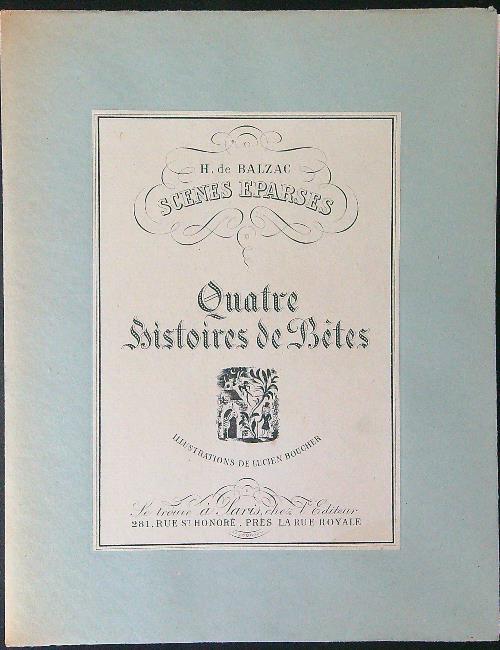 H. de BALZAC
SCENES EPARSES
Quatre
Histoires de Bêtes
ILLUSTRATIONS DE LUCIEN BOUCHER
Se trouve à Paris, chez l'Editeur
281, RUE ST HONORÉ, PRÈS LA RUE ROYALE